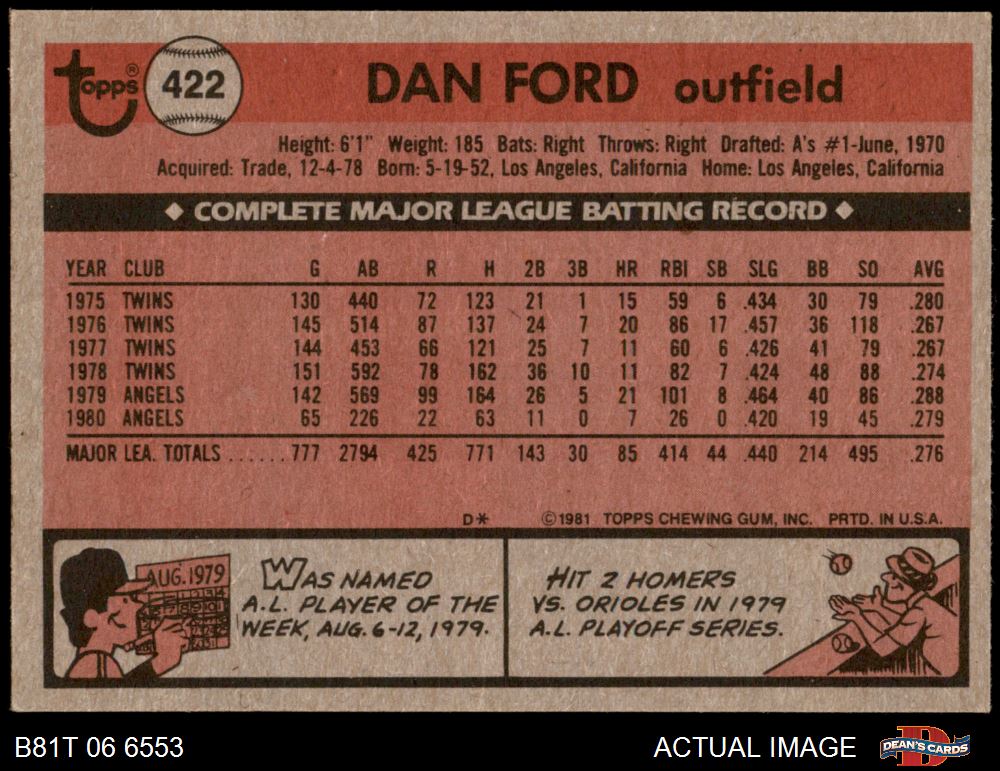 topps® 422 DAN FORD outfield
Height: 6'1" Weight: 185 Bats: Right Throws: Right Drafted: A's #1-June, 1970
Acquired: Trade, 12-4-78 Born: 5-19-52, Los Angeles, California Home: Los Angeles, California
◆ COMPLETE MAJOR LEAGUE BATTING RECORD ◆
YEAR CLUB G AB R H 2B 3B HR RBI SB SLG BB SO AVG
1975 TWINS 130 440 72 123 21 1 15 59 6 .434 30 79 .280
1976 TWINS 145 514 87 137 24 7 20 86 17 .457 36 118 .267
1977 TWINS 144 453 66 121 25 7 11 60 6 .426 41 79 .267
1978 TWINS 151 592 78 162 36 10 11 82 7 .424 48 88 .274
1979 ANGELS 142 569 99 164 26 5 21 101 8 .464 40 86 .288
1980 ANGELS 65 226 22 63 11 0 7 26 0 .420 19 45 .279
MAJOR LEA. TOTALS ...... 777 2794 425 771 143 30 85 414 44 .440 214 495 .276
D* ©1981 TOPPS CHEWING GUM, INC. PRTD. IN U.S.A.
AUG. 1979
WAS NAMED
A.L. PLAYER OF THE
WEEK, AUG. 6-12, 1979.
HIT 2 HOMERS
VS. ORIOLES IN 1979
A.L. PLAYOFF SERIES.
B81T 06 6553 ACTUAL IMAGE DEAN'S CARDS